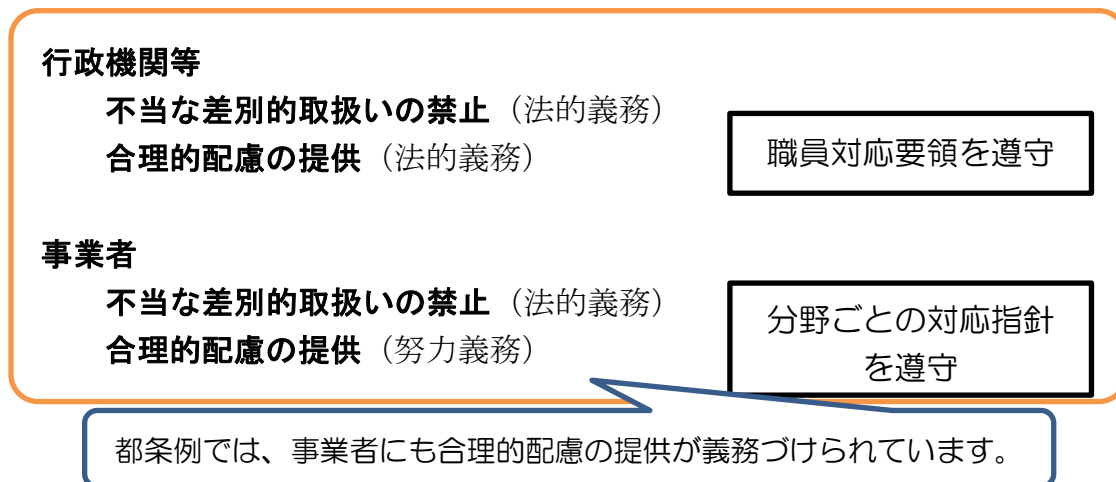 行政機関等
不当な差別的取扱いの禁止（法的義務）
合理的配慮の提供（法的義務）
職員対応要領を遵守
事業者
不当な差別的取扱いの禁止（法的義務）
合理的配慮の提供（努力義務）
分野ごとの対応指針
を遵守
都条例では、事業者にも合理的配慮の提供が義務づけられています。